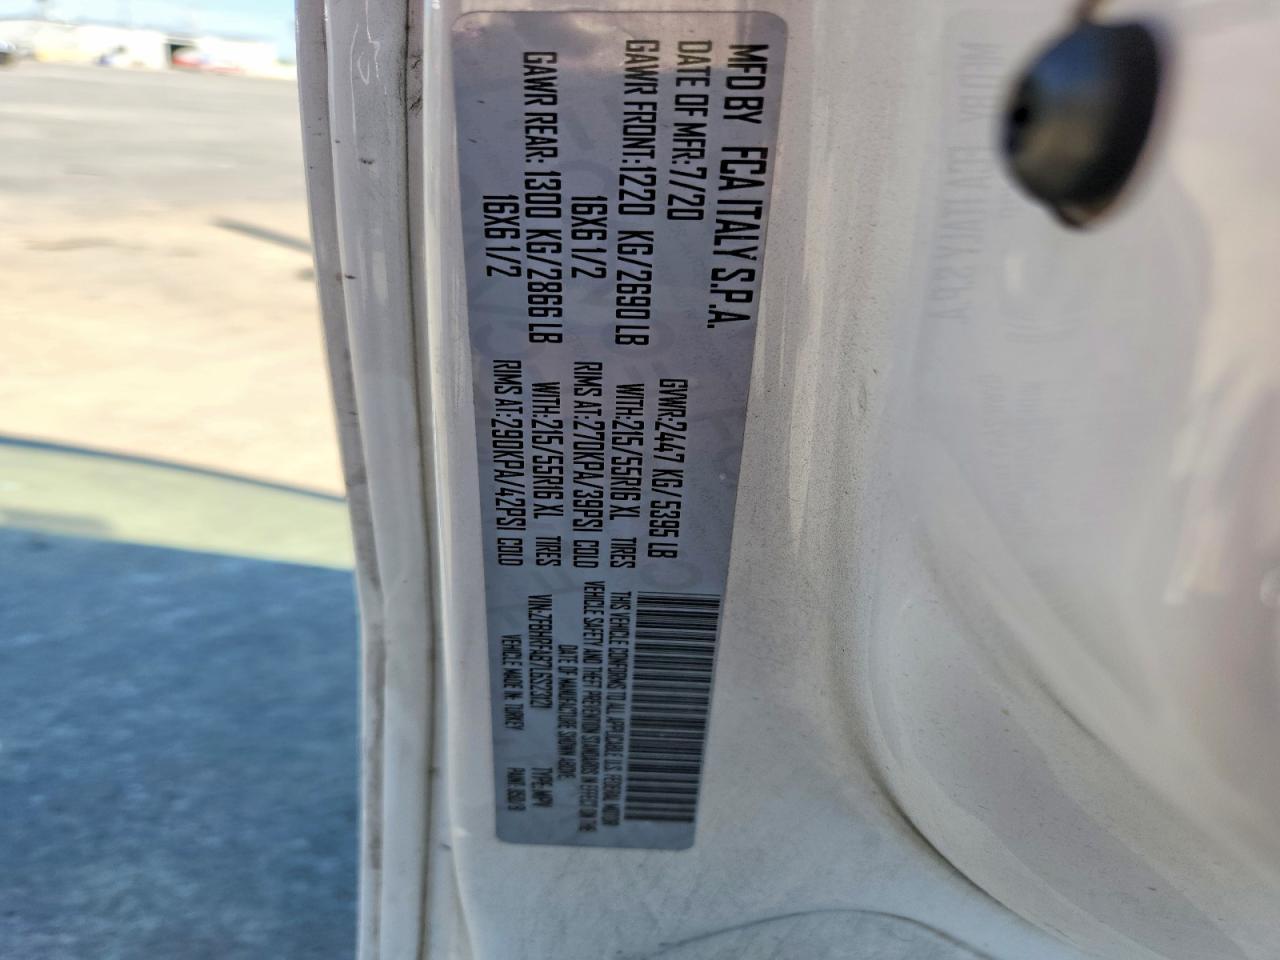 MFD BY FCA ITALY S.P.A.
DATE OF MFR:7/20 GVWR:2447 KG/5395 LB
GAWR FRONT:1220 KG/2690 LB WITH:215/55R16 XL TIRES
16X6 1/2 RIMS AT:270KPA/39PSI COLD
GAWR REAR: 1300 KG/2866 LB WITH:215/55R16 XL TIRES
16X6 1/2 RIMS AT:290KPA/42PSI COLD
THIS VEHICLE CONFORMS TO ALL APPLICABLE U.S. FEDERAL MOTOR
VEHICLE SAFETY AND THEFT PREVENTION STANDARDS IN EFFECT ON THE
DATE OF MANUFACTURE SHOWN ABOVE.
VIN: TYPE: MPV
VEHICLE MADE IN: TURKEY PAINT: